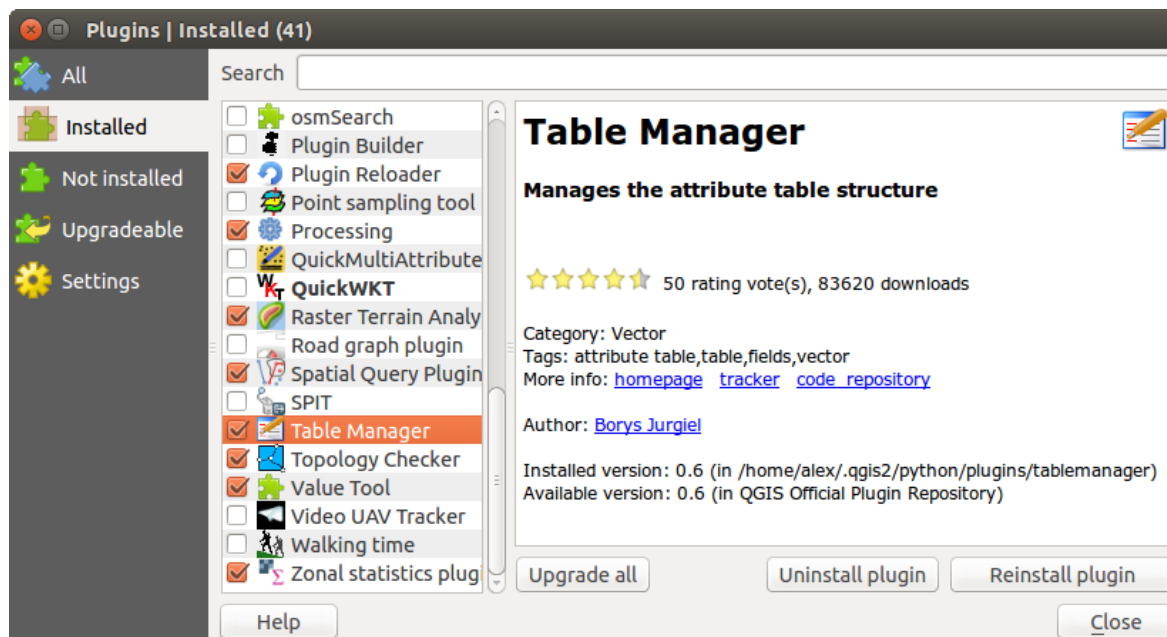 Plugins | Installed (41)
All
Installed
Not installed
Upgradeable
Settings
Search
osmSearch
Plugin Builder
Plugin Reloader
Point sampling tool
Processing
QuickMultiAttribute
QuickWKT
Raster Terrain Analy
Road graph plugin
Spatial Query Plugin
SPIT
Table Manager
Topology Checker
Value Tool
Video UAV Tracker
Walking time
Zonal statistics plugi
Table Manager
Manages the attribute table structure
50 rating vote(s), 83620 downloads
Category: Vector
Tags: attribute table,table,fields,vector
More info: homepage tracker code_repository
Author: Borys Jurgiel
Installed version: 0.6 (in /home/alex/.qgis2/python/plugins/tablemanager)
Available version: 0.6 (in QGIS Official Plugin Repository)
Upgrade all
Uninstall plugin
Reinstall plugin
Help
Close